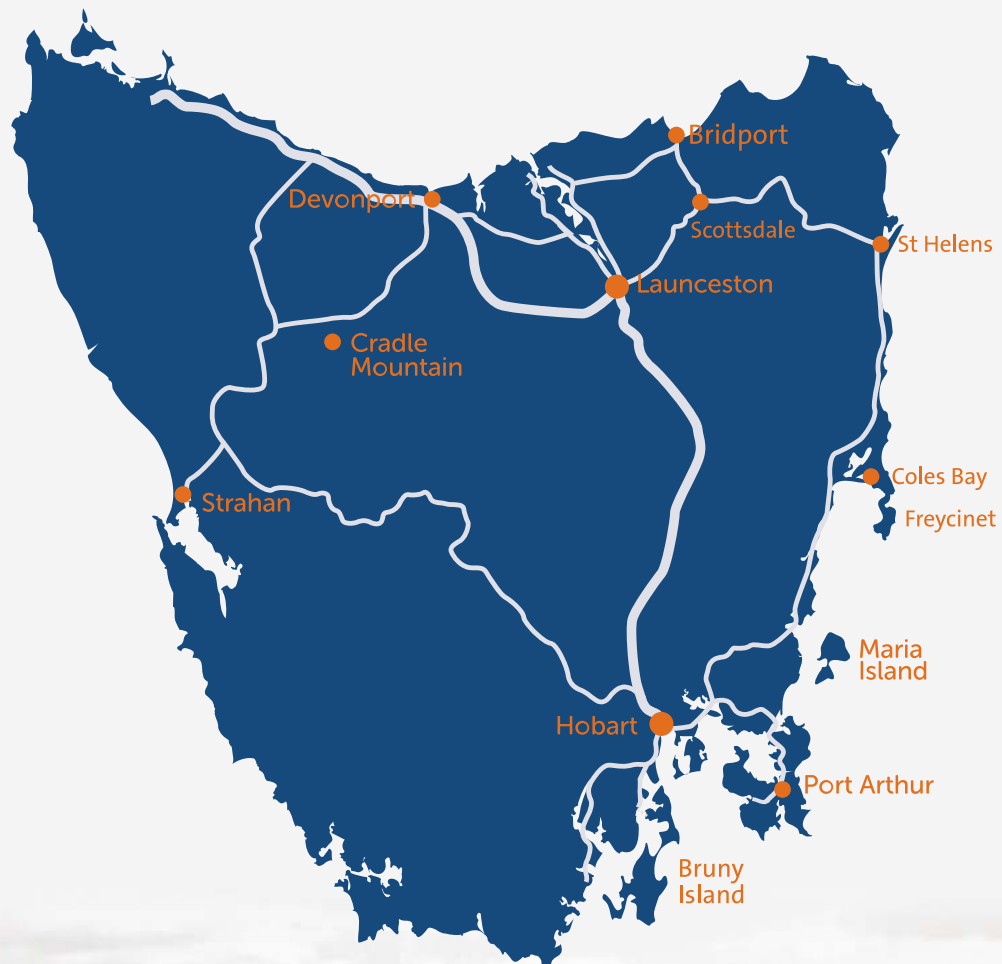 Bridport
Devonport
Scottsdale
St Helens
Launceston
Cradle
Mountain
Coles Bay
Strahan
Freycinet
Maria
Island
Hobart
Port Arthur
Bruny
Island